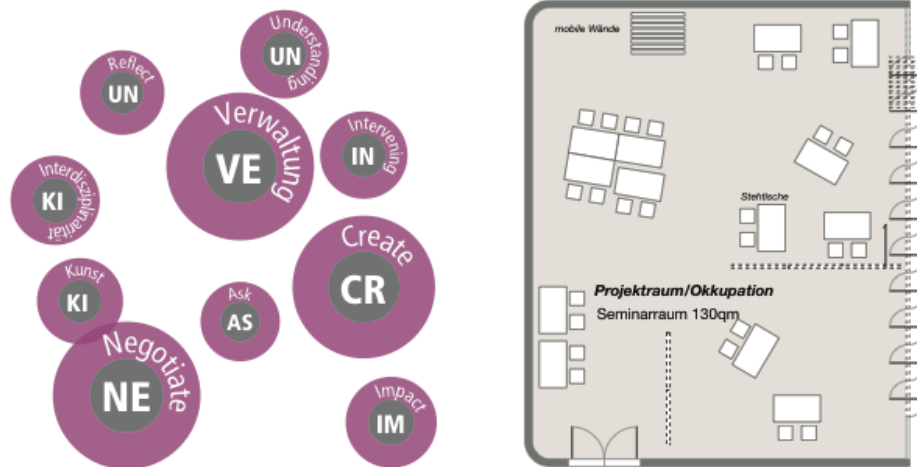 Understanding
UN
Reflect
UN
Verwaltung
VE
Intervening
IN
Interdisziplinarität
KI
Create
CR
Kunst
KI
Ask
AS
Negotiate
NE
Impact
IM
mobile Wände
Stehtische
Projektraum/Okkupation
Seminarraum 130qm